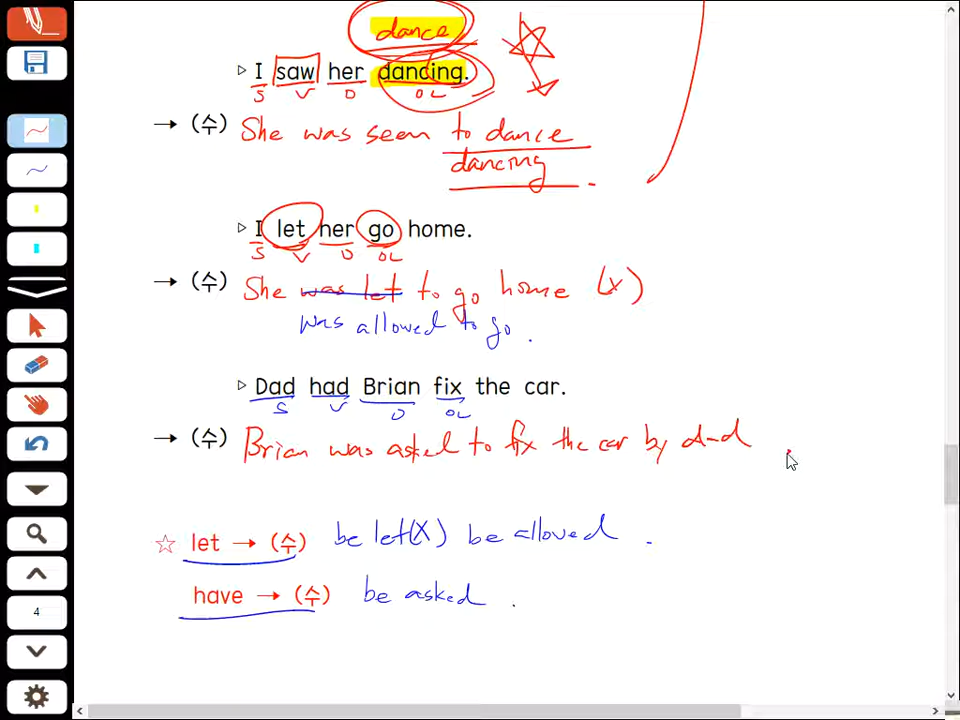 dance
▷ I saw her dancing.
S V O OC
→ (수) She was seen to dance
dancing.
▷ I let her go home.
S V O OC
→ (수) She was let to go home (X)
was allowed to go.
▷ Dad had Brian fix the car.
S V O OC
→ (수) Brian was asked to fix the car by dad
☆ let → (수) be let(X) be allowed.
have → (수) be asked.
4